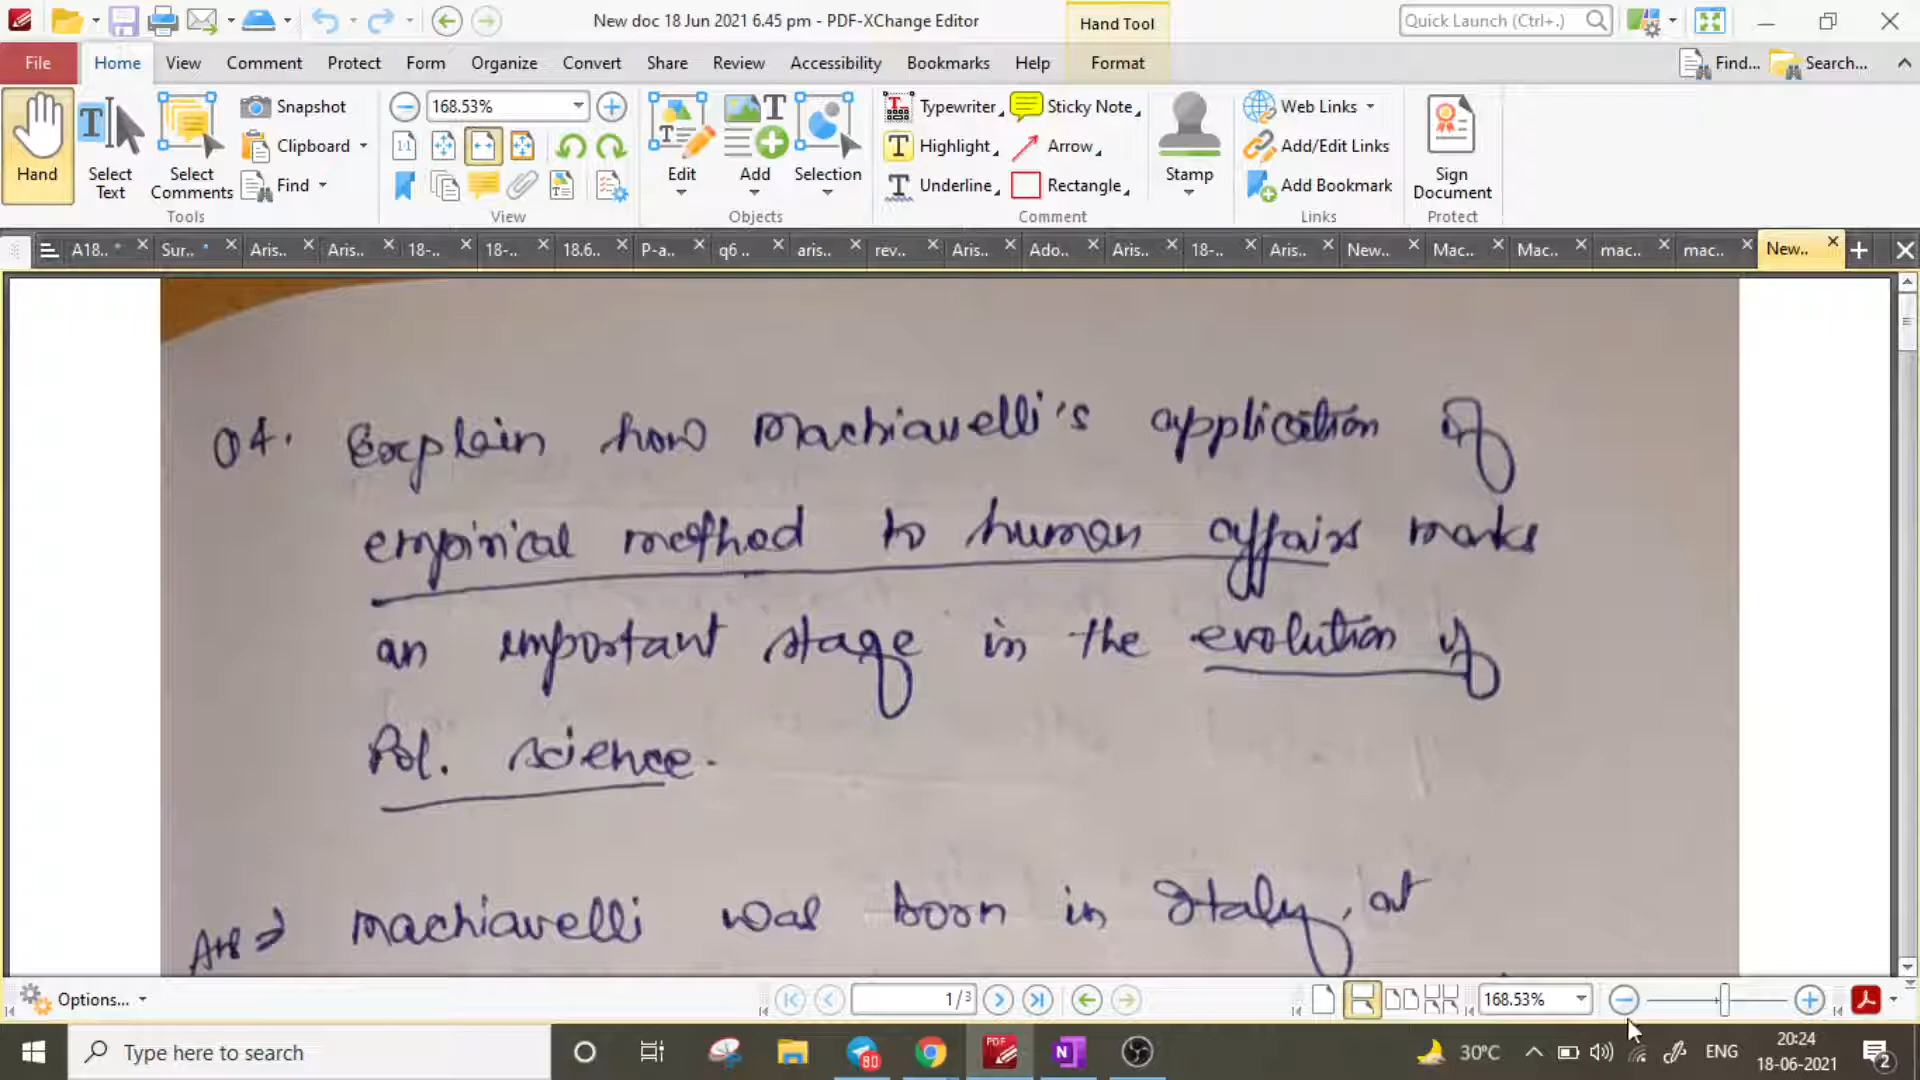 New doc 18 Jun 2021 6.45 pm - PDF-XChange Editor
Hand Tool
Quick Launch (Ctrl+.)
File Home View Comment Protect Form Organize Convert Share Review Accessibility Bookmarks Help Format Find... Search...
Hand
Select Text
Select Comments
Snapshot
Clipboard
Find
Tools
168.53%
View
Edit
Add
Selection
Objects
Typewriter
Sticky Note
Highlight
Arrow
Underline
Rectangle
Stamp
Comment
Web Links
Add/Edit Links
Add Bookmark
Links
Sign Document
Protect
A18.. * Sur.. * Aris.. Aris.. 18-.. 18-.. 18.6.. P-a.. q6 .. aris.. rev.. Aris.. Ado.. Aris.. 18-.. Aris.. New.. Mac.. Mac.. mac.. mac.. New..
Q4. Explain how Machiavelli's application of
empirical method to human affairs marks
an important stage in the evolution of
Pol. science.
Ans ⇒ Machiavelli was born in Italy, at
Options... 1/3 168.53%
Type here to search
80
30°C ENG
20:24
18-06-2021
2